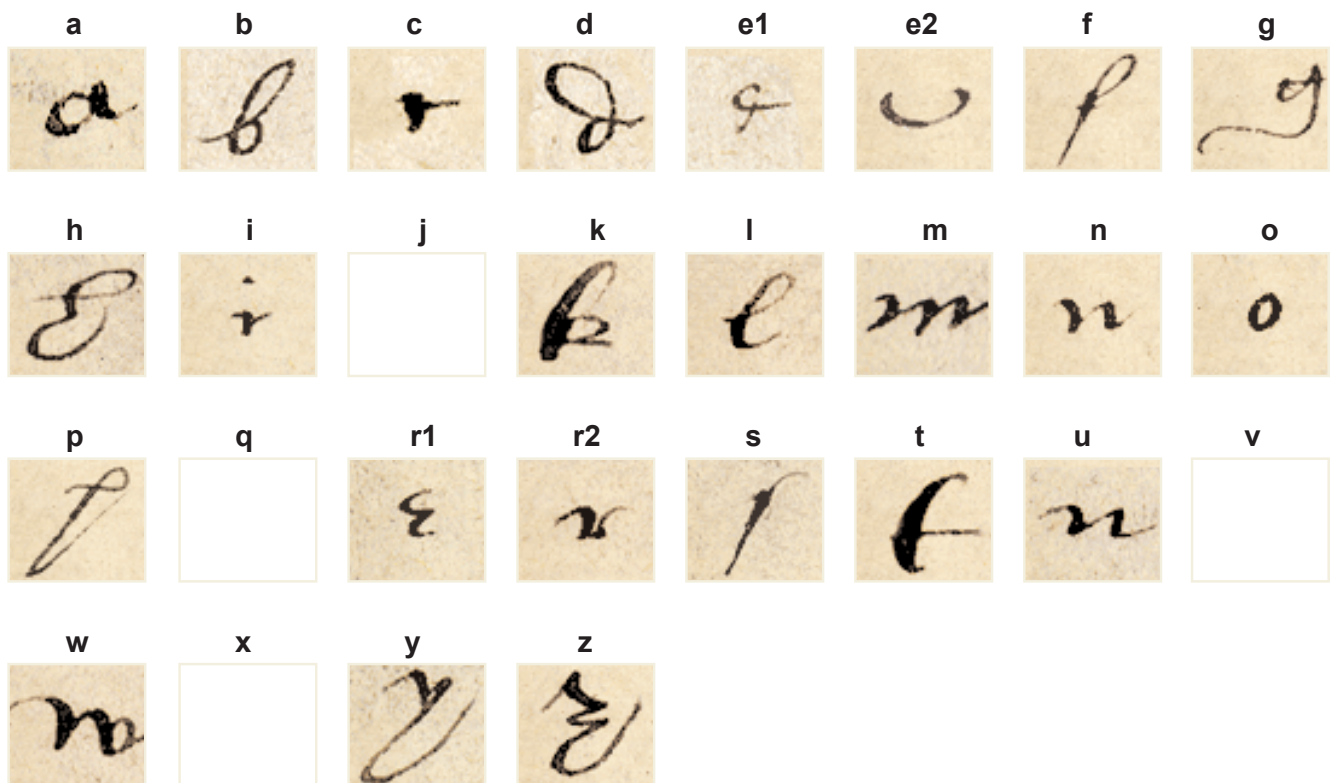 a b c d e1 e2 f g
a b c d e e f g
h i j k l m n o
h i k l m n o
p q r1 r2 s t u v
p r r s t u
w x y z
w y z